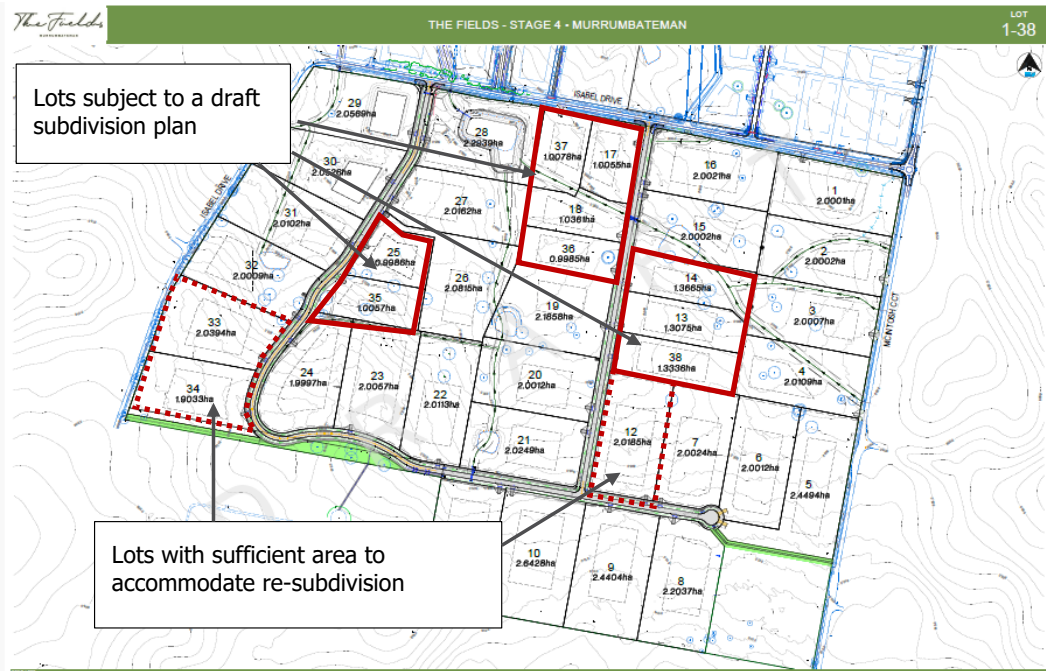 The Fields
MURRUMBATEMAN
THE FIELDS - STAGE 4 • MURRUMBATEMAN
LOT
1-38
Lots subject to a draft
subdivision plan
ISABEL DRIVE
ISABEL DRIVE
MCINTOSH CCT
29
2.0569ha
28
2.2939ha
37
1.0078ha
17
1.0055ha
16
2.0021ha
30
2.0526ha
1
2.0001ha
31
2.0102ha
27
2.0162ha
18
1.0361ha
15
2.0002ha
2
2.0002ha
32
2.0009ha
25
0.9986ha
36
0.9985ha
26
2.0815ha
14
1.3665ha
35
1.0057ha
19
2.1858ha
13
1.3075ha
3
2.0007ha
33
2.0394ha
38
1.3336ha
4
2.0109ha
34
1.9033ha
24
1.9997ha
23
2.0057ha
22
2.0113ha
20
2.0012ha
12
2.0185ha
7
2.0024ha
6
2.0012ha
5
2.4494ha
21
2.0249ha
Lots with sufficient area to
accommodate re-subdivision
10
2.6428ha
9
2.4404ha
8
2.2037ha